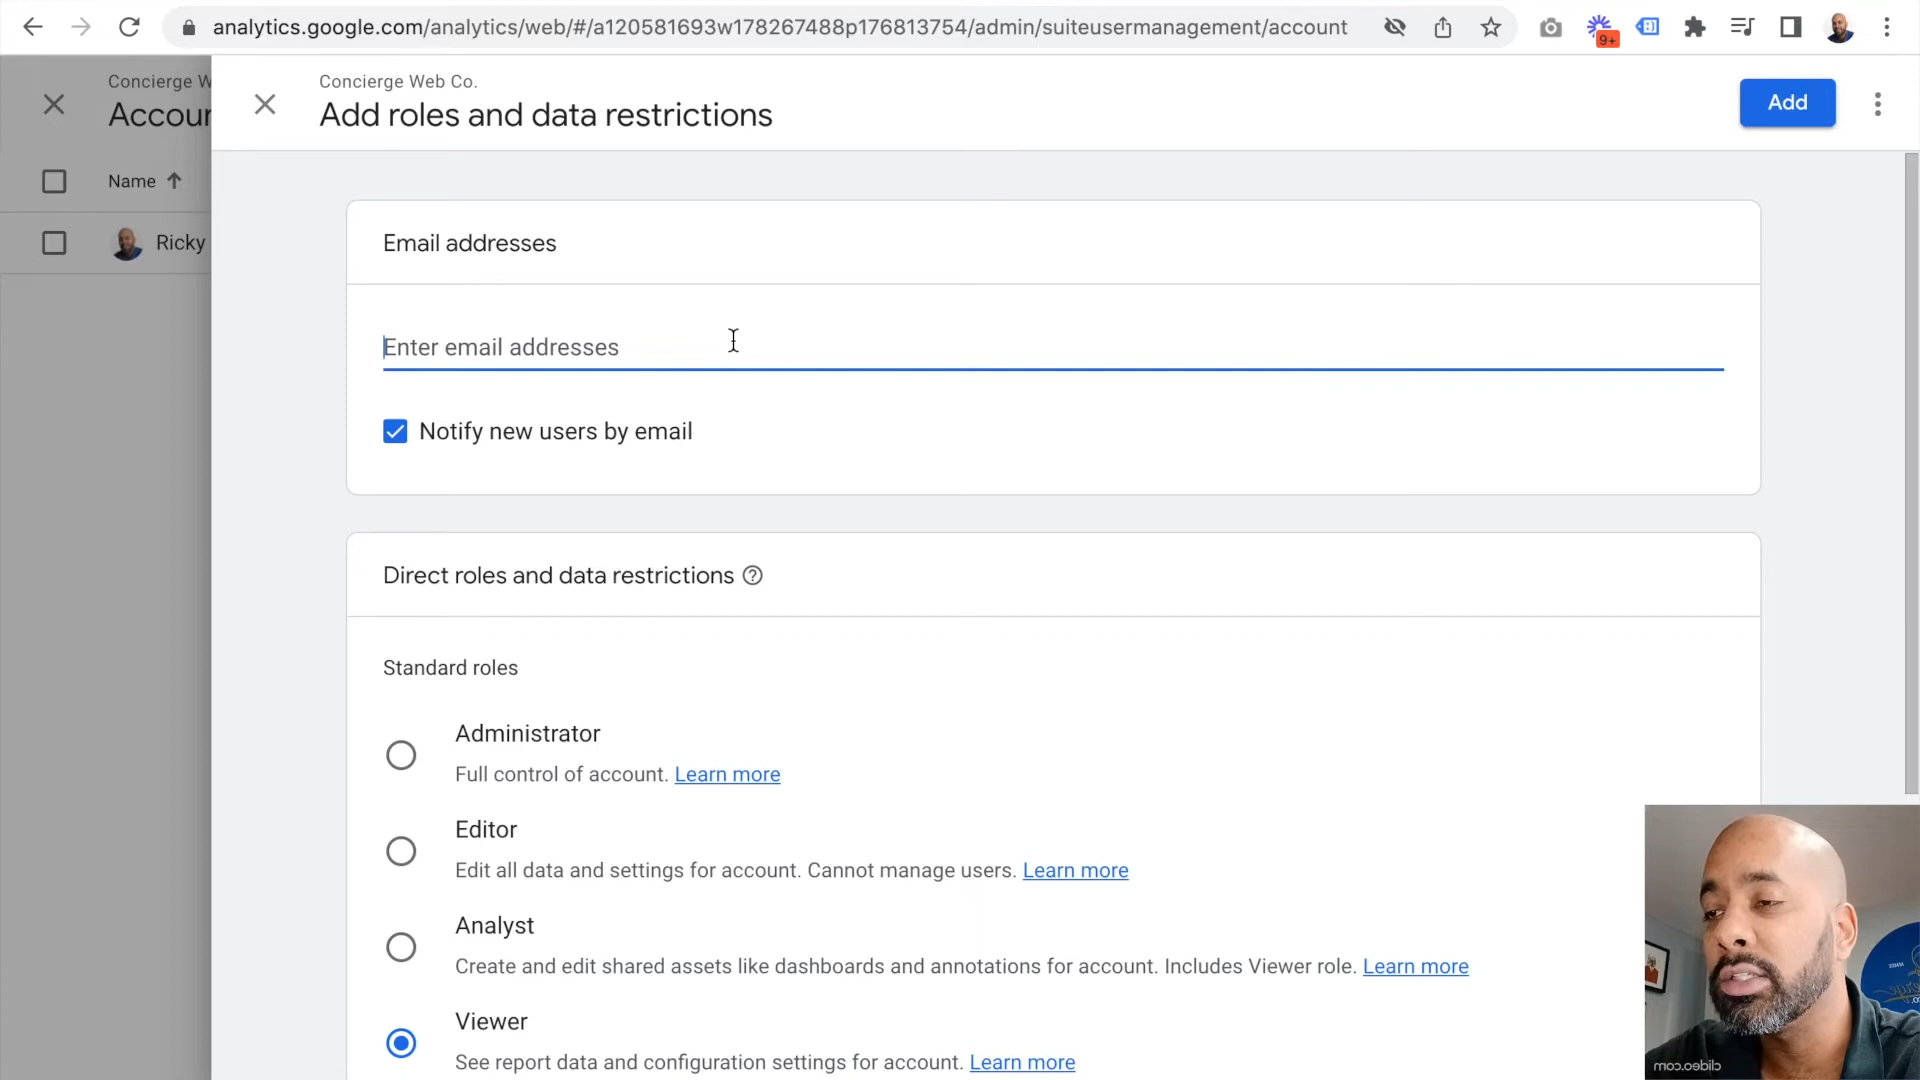 analytics.google.com/analytics/web/#/a120581693w178267488p176813754/admin/suiteusermanagement/account
9+
Concierge W
Accour
Name
Ricky
Concierge Web Co.
Add roles and data restrictions
Add
Email addresses
Enter email addresses
Notify new users by email
Direct roles and data restrictions
Standard roles
Administrator
Full control of account. Learn more
Editor
Edit all data and settings for account. Cannot manage users. Learn more
Analyst
Create and edit shared assets like dashboards and annotations for account. Includes Viewer role. Learn more
Viewer
See report data and configuration settings for account. Learn more
clideo.com